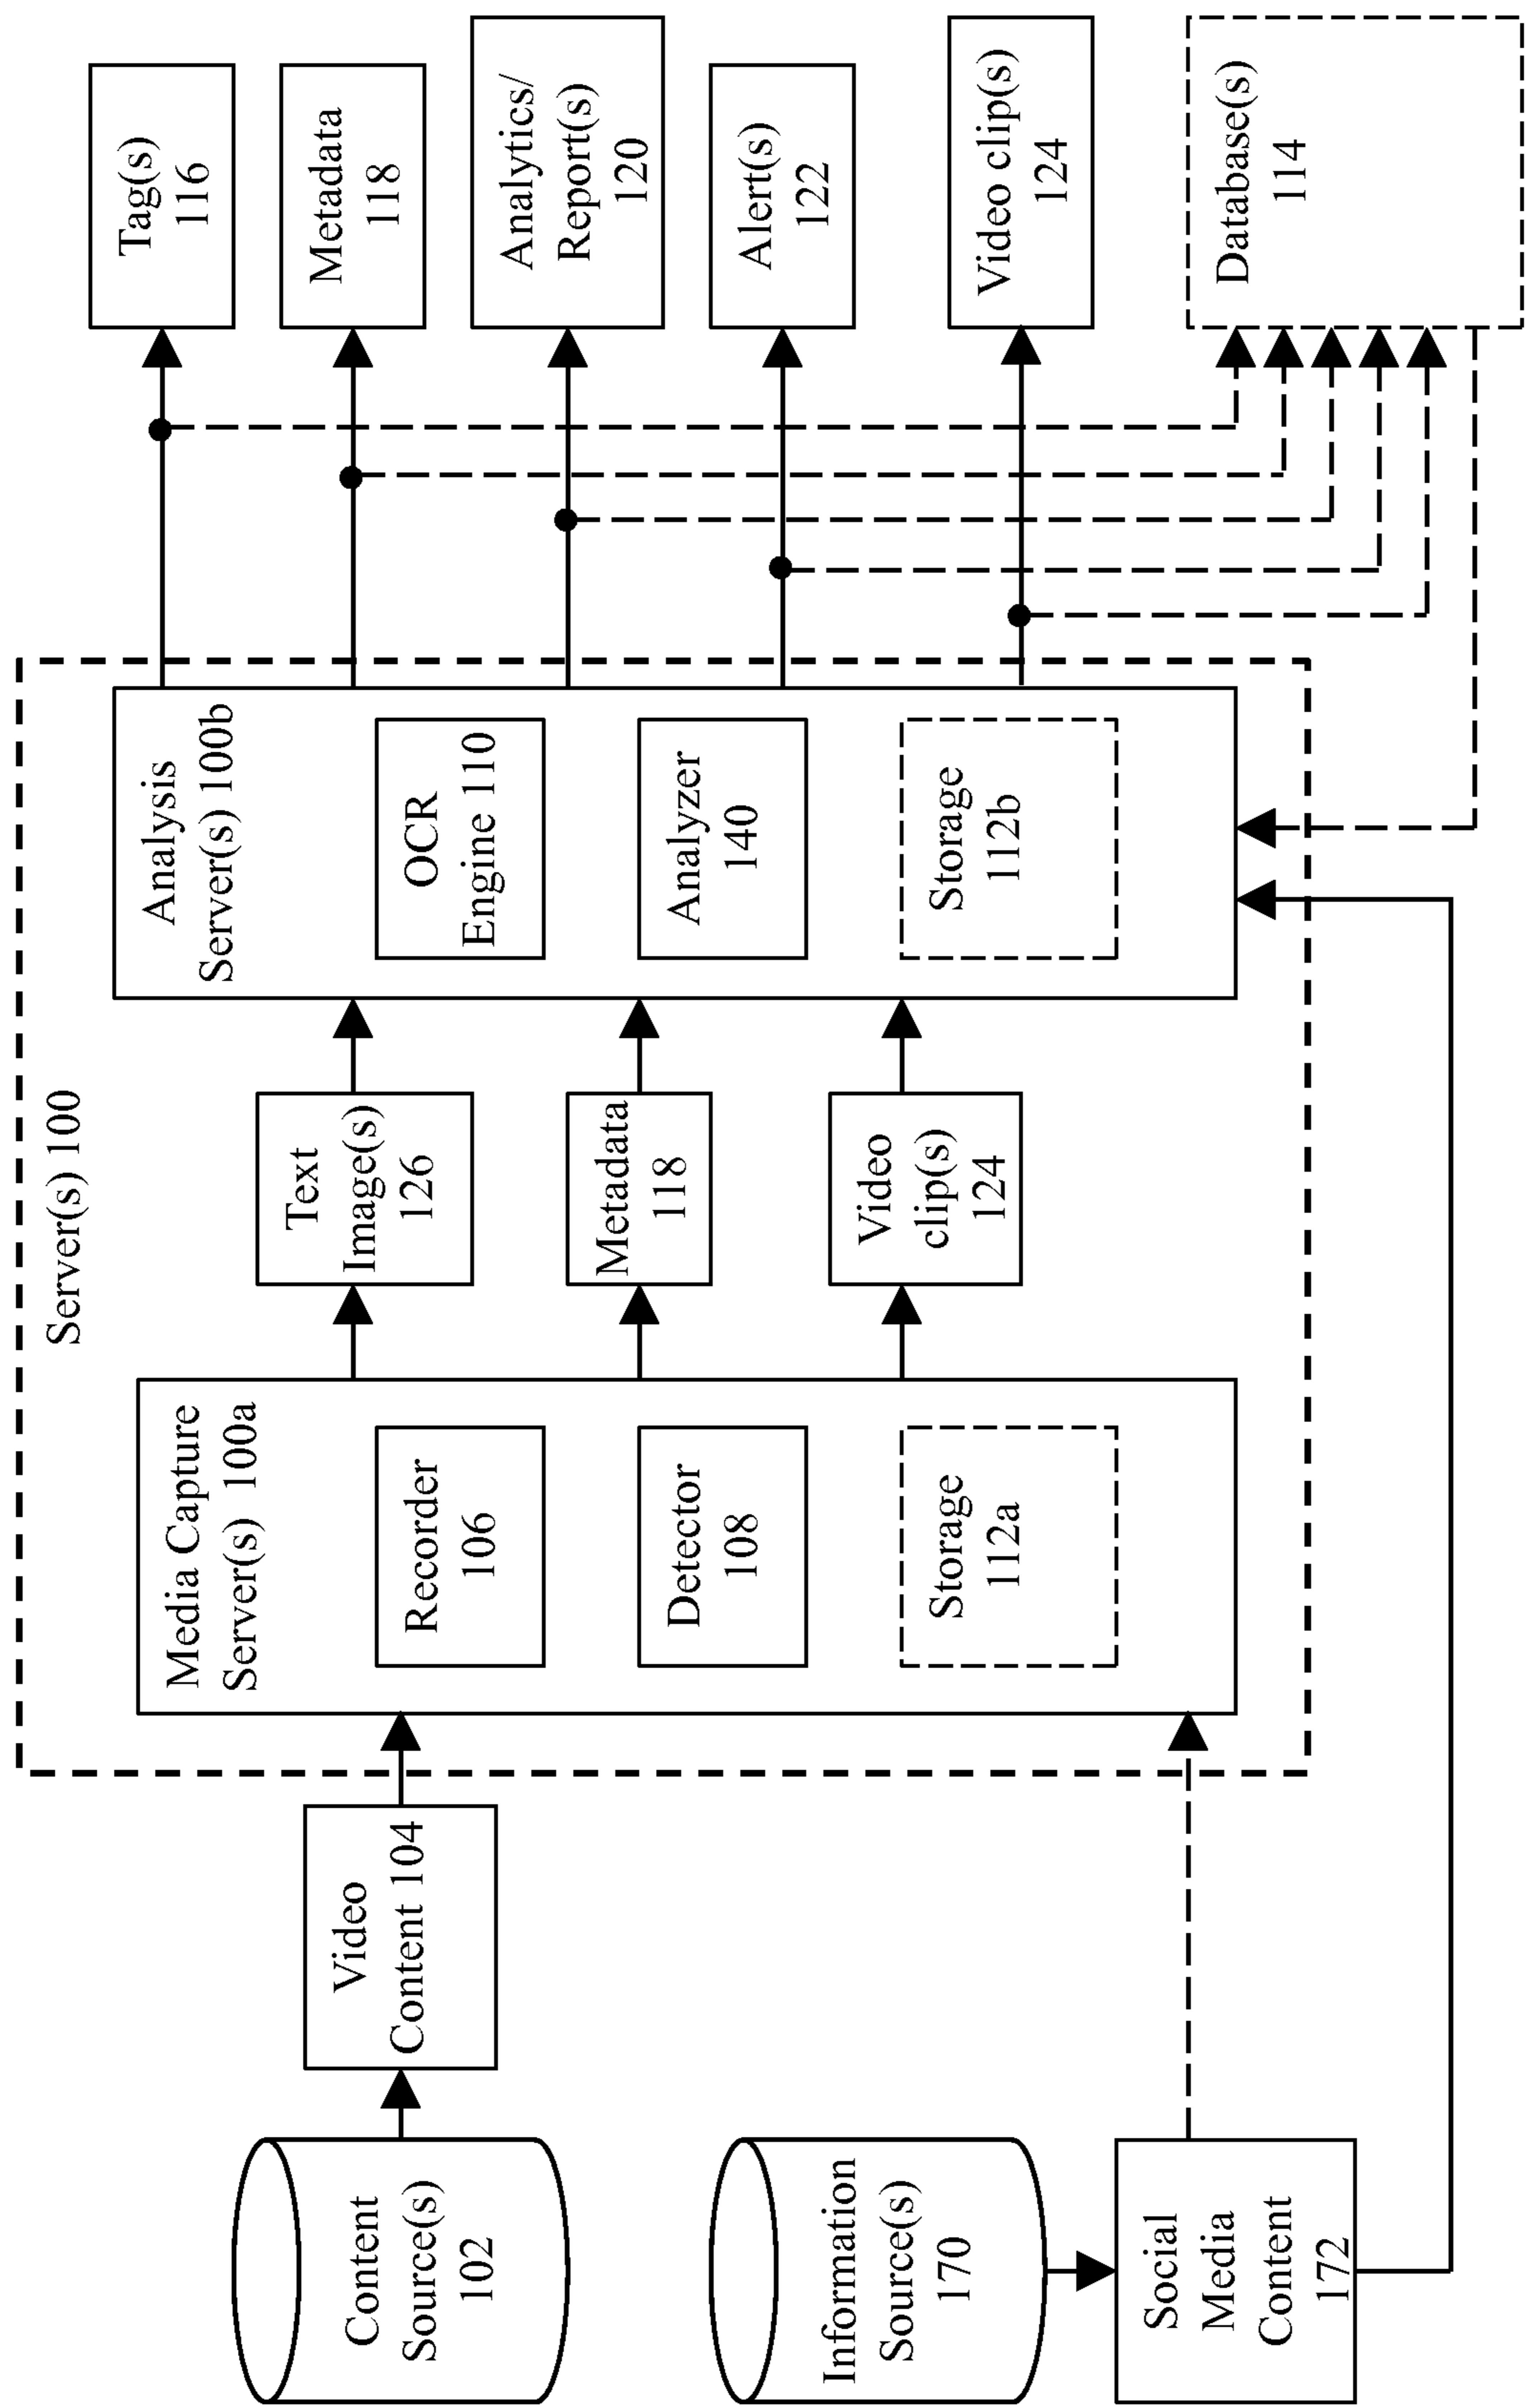 Server(s) 100
Content
Source(s)
102
Video
Content 104
Information
Source(s)
170
Social
Media
Content
172
Media Capture
Server(s) 100a
Recorder
106
Detector
108
Storage
112a
Text
Image(s)
126
Metadata
118
Video
clip(s)
124
Analysis
Server(s) 100b
OCR
Engine 110
Analyzer
140
Storage
112b
Tag(s)
116
Metadata
118
Analytics/
Report(s)
120
Alert(s)
122
Video clip(s)
124
Database(s)
114